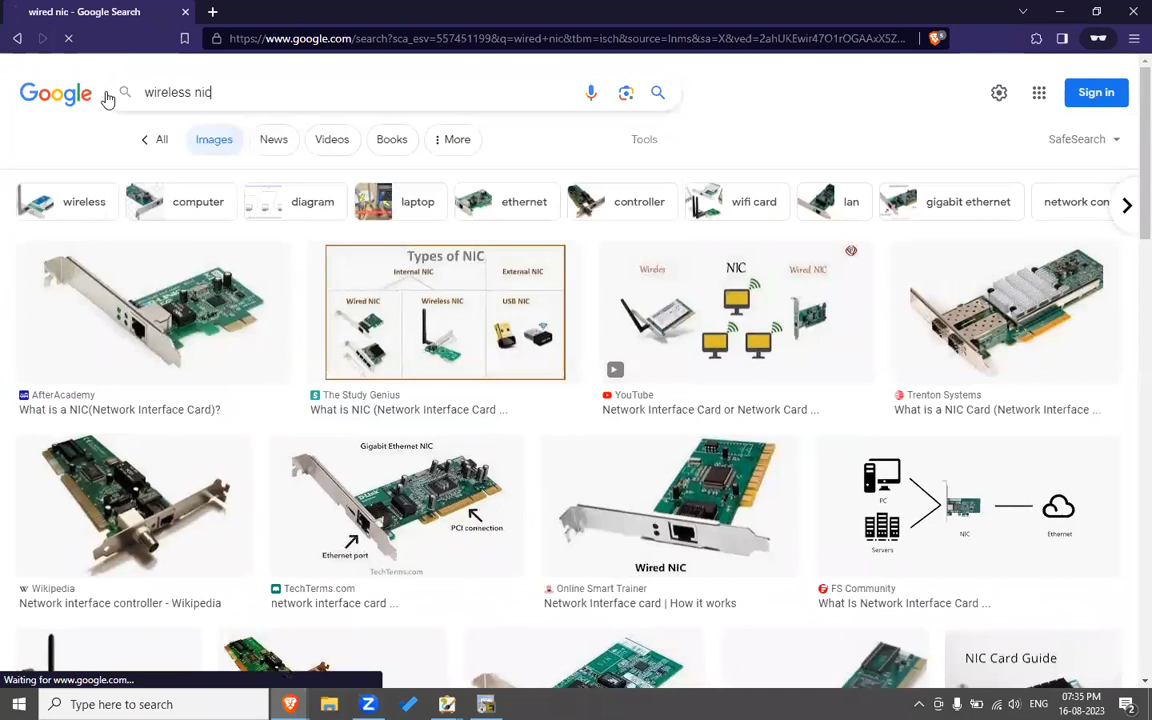 wired nic - Google Search
https://www.google.com/search?sca_esv=557451199&q=wired+nic&tbm=isch&source=lnms&sa=X&ved=2ahUKEwir47O1rOGAAxX5Z...
Google
wireless nic
Sign in
All
Images
News
Videos
Books
More
Tools
SafeSearch
wireless
computer
diagram
laptop
ethernet
controller
wifi card
lan
gigabit ethernet
network con
Types of NIC
Internal NIC
External NIC
Wired NIC
Wireless NIC
USB NIC
Wireles
NIC
Wired NIC
AfterAcademy
What is a NIC(Network Interface Card)?
The Study Genius
What is NIC (Network Interface Card ...
YouTube
Network Interface Card or Network Card ...
Trenton Systems
What is a NIC Card (Network Interface ...
Gigabit Ethernet NIC
PCI connection
Ethernet port
TechTerms.com
Wired NIC
PC
Servers
NIC
Ethernet
Wikipedia
Network interface controller - Wikipedia
TechTerms.com
network interface card ...
Online Smart Trainer
Network Interface card | How it works
FS Community
What Is Network Interface Card ...
NIC Card Guide
Waiting for www.google.com...
Type here to search
ENG
07:35 PM
16-08-2023
2